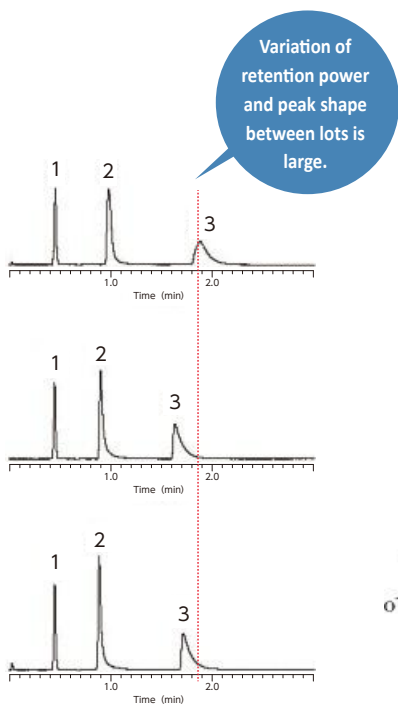 Variation of
retention power
and peak shape
between lots is
large.
1 2 3
1.0 2.0
Time (min)
1 2 3
1.0 2.0
Time (min)
1 2 3
1.0 2.0
Time (min)